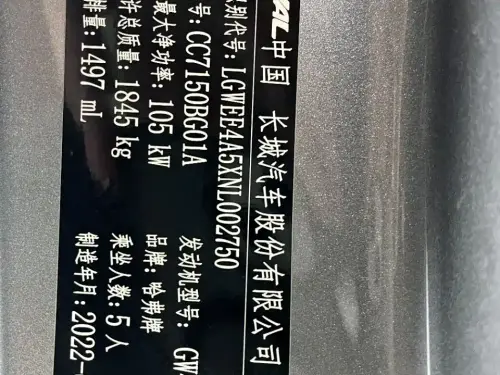 VAL中国 长城汽车股份有限公司
识别代号: LGWEE4A5XNL002750
号: CC7150BG01A 发动机型号: GW
最大净功率: 105 kW 品牌: 哈弗牌
许总质量: 1845 kg 乘坐人数: 5 人
排量: 1497 mL 制造年月: 2022-